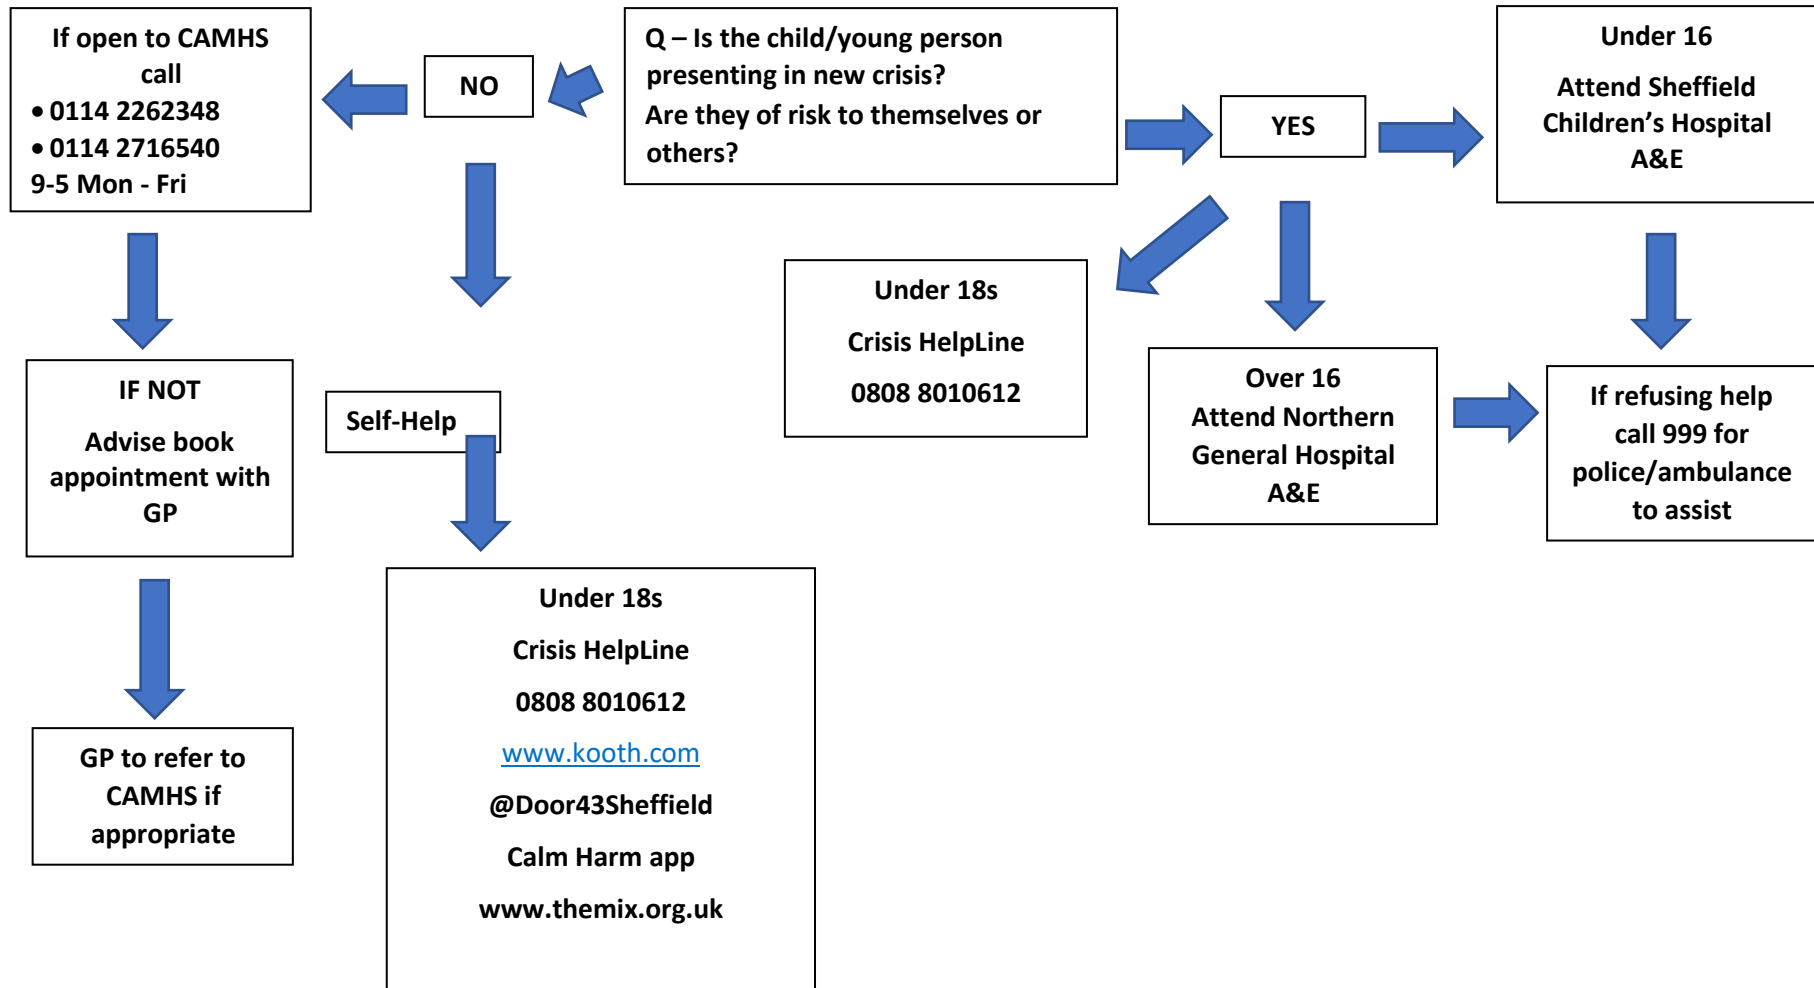 If open to CAMHS
call
• 0114 2262348
• 0114 2716540
9-5 Mon - Fri
NO
Q – Is the child/young person
presenting in new crisis?
Are they of risk to themselves or
others?
YES
Under 16
Attend Sheffield
Children’s Hospital
A&E
Under 18s
Crisis HelpLine
0808 8010612
Over 16
Attend Northern
General Hospital
A&E
If refusing help
call 999 for
police/ambulance
to assist
IF NOT
Advise book
appointment with
GP
Self-Help
Under 18s
Crisis HelpLine
0808 8010612
www.kooth.com
@Door43Sheffield
Calm Harm app
www.themix.org.uk
GP to refer to
CAMHS if
appropriate